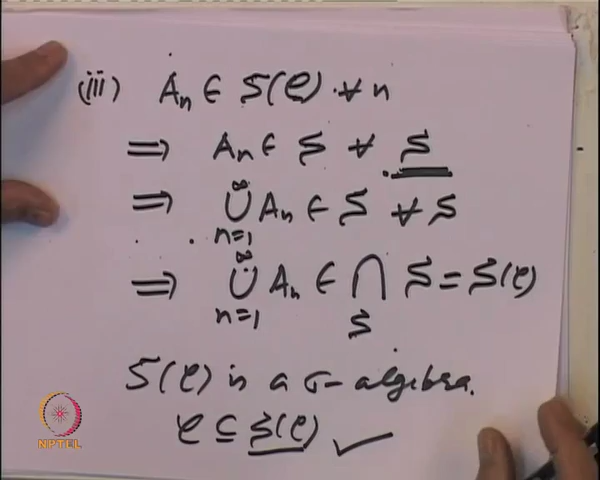 (iii) Aₙ ∈ S(C) ∀ n
⟹ Aₙ ∈ S ∀ S
⟹ ⋃_{n=1}^{∞} Aₙ ∈ S ∀ S
⟹ ⋃_{n=1}^{∞} Aₙ ∈ ⋂_{S} S = S(C)
S(C) is a σ-algebra.
C ⊆ S(C) ✓
NPTEL